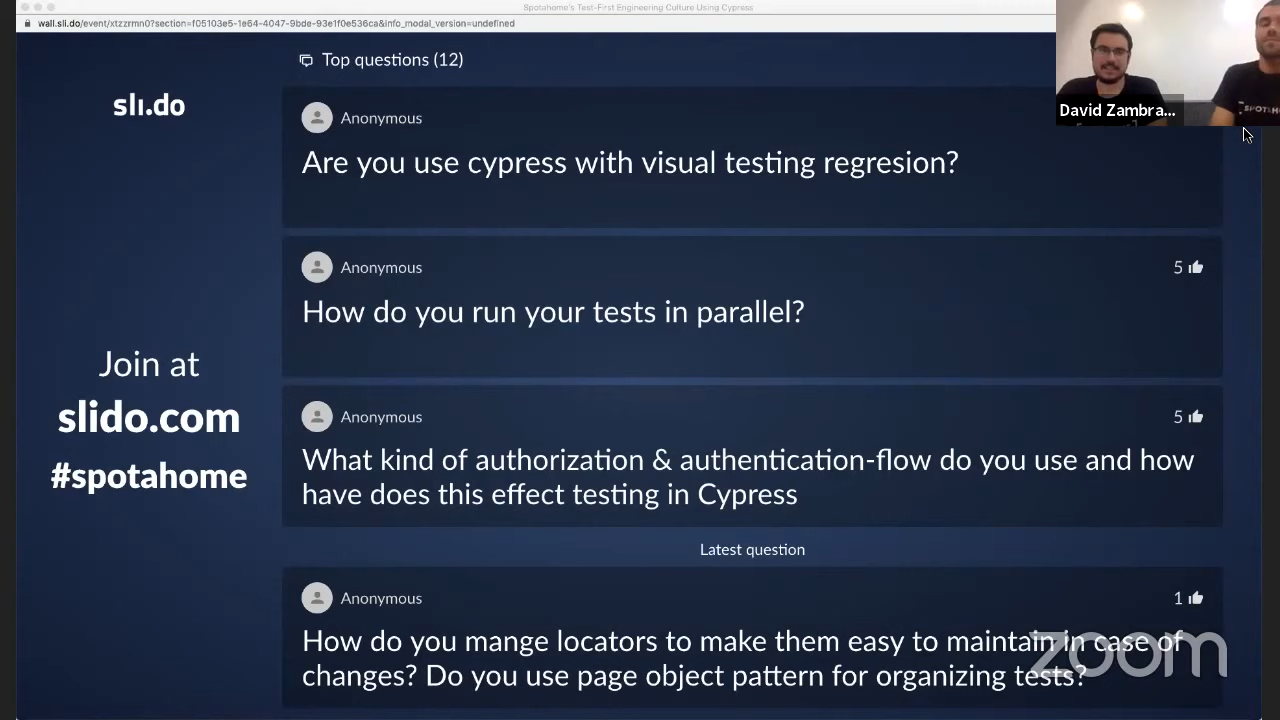 Spotahome's Test-First Engineering Culture Using Cypress
wall.sli.do/event/xtzzrmn0?section=f05103e5-1e64-4047-9bde-93e1f0e536ca&info_modal_version=undefined
Top questions (12)
sli.do
Anonymous
Are you use cypress with visual testing regresion?
David Zambra...
Anonymous
5
How do you run your tests in parallel?
Join at
slido.com
#spotahome
Anonymous
5
What kind of authorization & authentication-flow do you use and how
have does this effect testing in Cypress
Latest question
Anonymous
1
How do you mange locators to make them easy to maintain in case of
changes? Do you use page object pattern for organizing tests?
zoom